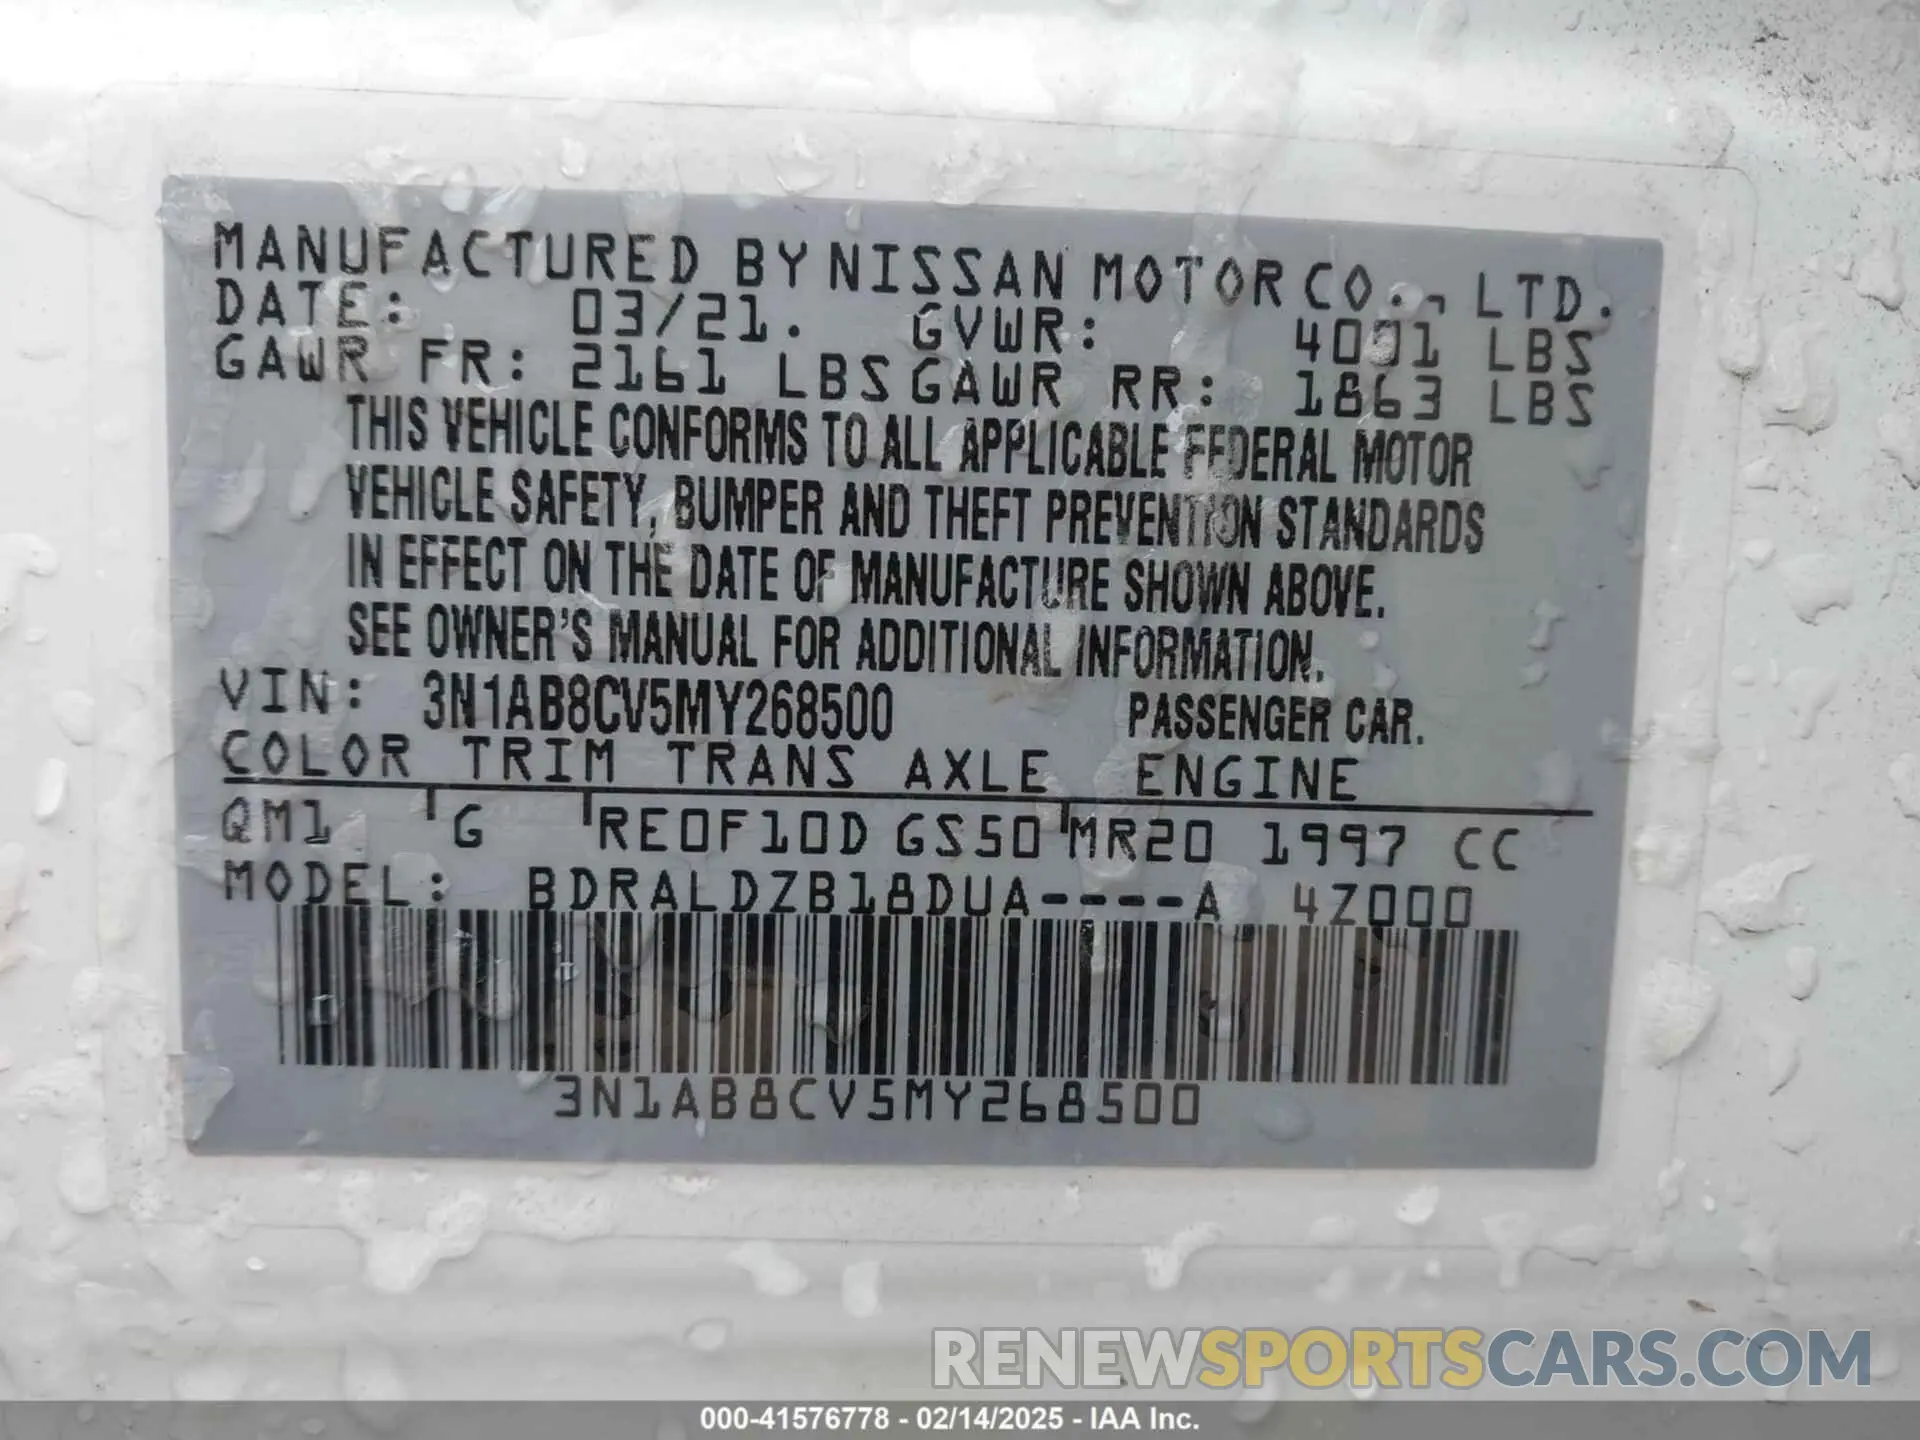 MANUFACTURED BY NISSAN MOTOR CO., LTD.
DATE: 03/21. GVWR: 4001 LBS
GAWR FR: 2161 LBS GAWR RR: 1863 LBS
THIS VEHICLE CONFORMS TO ALL APPLICABLE FEDERAL MOTOR
VEHICLE SAFETY, BUMPER AND THEFT PREVENTION STANDARDS
IN EFFECT ON THE DATE OF MANUFACTURE SHOWN ABOVE.
SEE OWNER'S MANUAL FOR ADDITIONAL INFORMATION.
VIN: 3N1AB8CV5MY268500 PASSENGER CAR.
COLOR TRIM TRANS AXLE ENGINE
QM1 G RE0F10D GS50 MR20 1997 CC
MODEL: BDRALDZB18DUA----A 4Z000
3N1AB8CV5MY268500
RENEWSPORTSCARS.COM
000-41576778 - 02/14/2025 - IAA Inc.